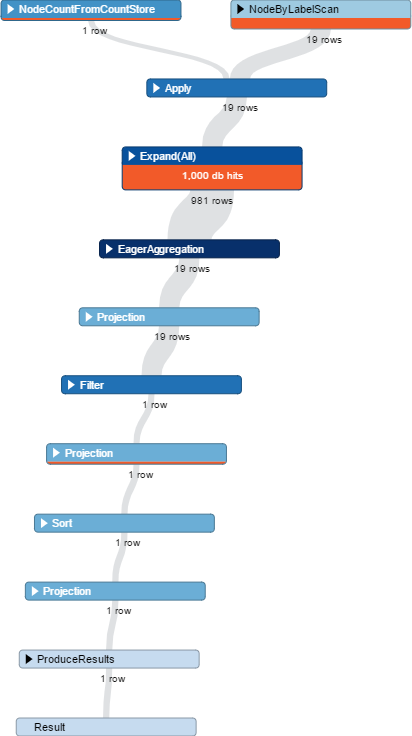 NodeCountFromCountStore
NodeByLabelScan
1 row
19 rows
Apply
19 rows
Expand(All)
1,000 db hits
981 rows
EagerAggregation
19 rows
Projection
19 rows
Filter
1 row
Projection
1 row
Sort
1 row
Projection
1 row
ProduceResults
1 row
Result